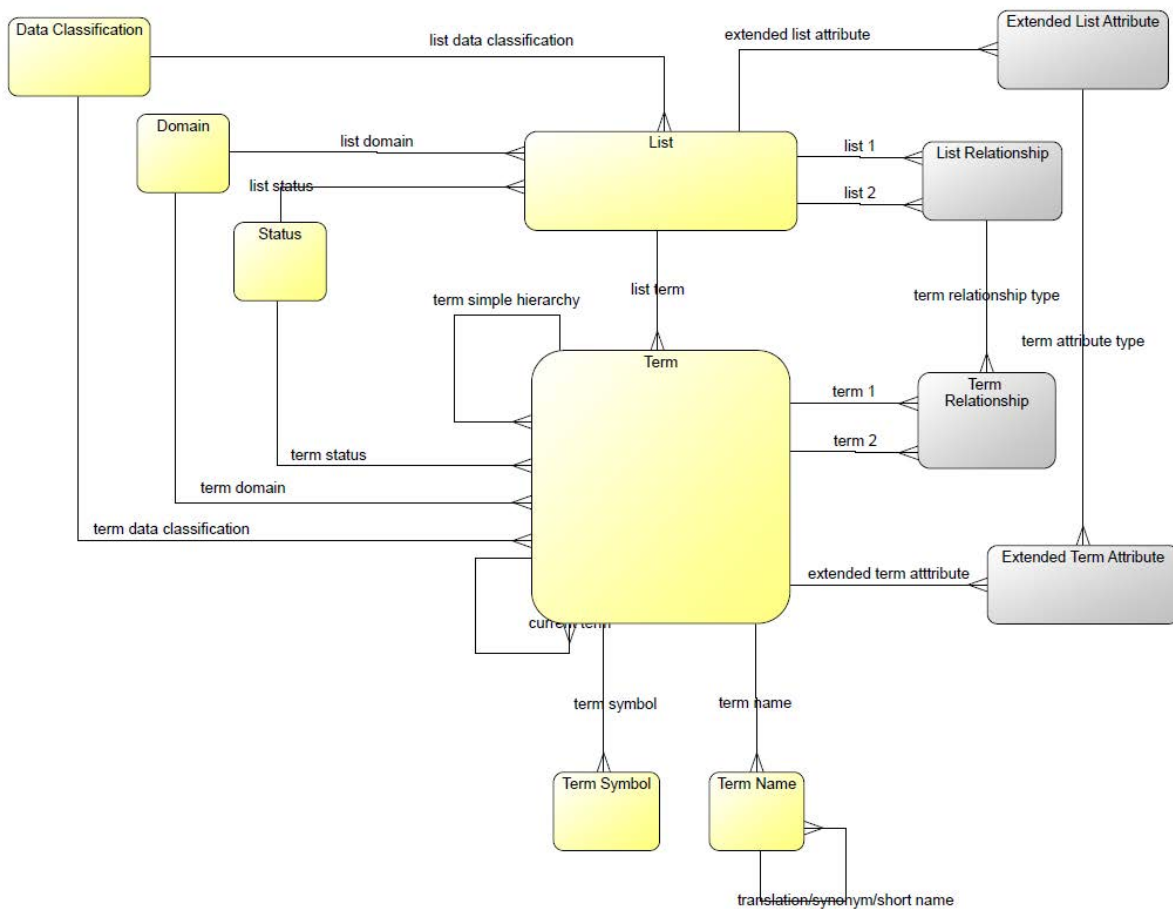 Data Classification
Extended List Attribute
list data classification
extended list attribute
Domain
list domain
List
list 1
List Relationship
list status
list 2
Status
list term
term simple hierarchy
term relationship type
term attribute type
Term
Term
Relationship
term 1
term 2
term status
term domain
term data classification
Extended Term Attribute
extended term atttribute
current term
term symbol
term name
Term Symbol
Term Name
translation/synonym/short name